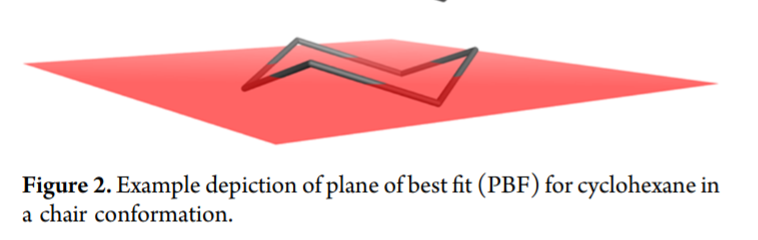 Figure 2. Example depiction of plane of best fit (PBF) for cyclohexane in
a chair conformation.